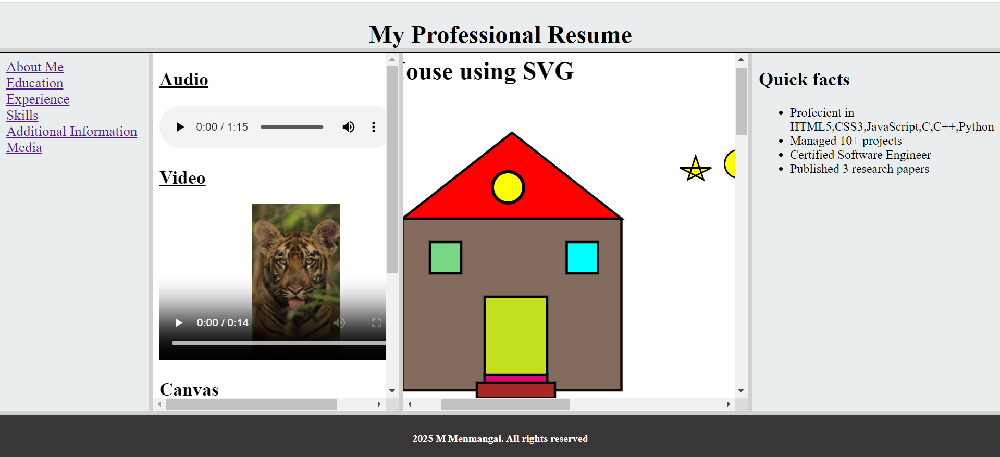 My Professional Resume
About Me
Education
Experience
Skills
Additional Information
Media
Audio
0:00 / 1:15
Video
0:00 / 0:14
Canvas
ouse using SVG
Quick facts
Profecient in
HTML5,CSS3,JavaScript,C,C++,Python
Managed 10+ projects
Certified Software Engineer
Published 3 research papers
2025 M Menmangai. All rights reserved